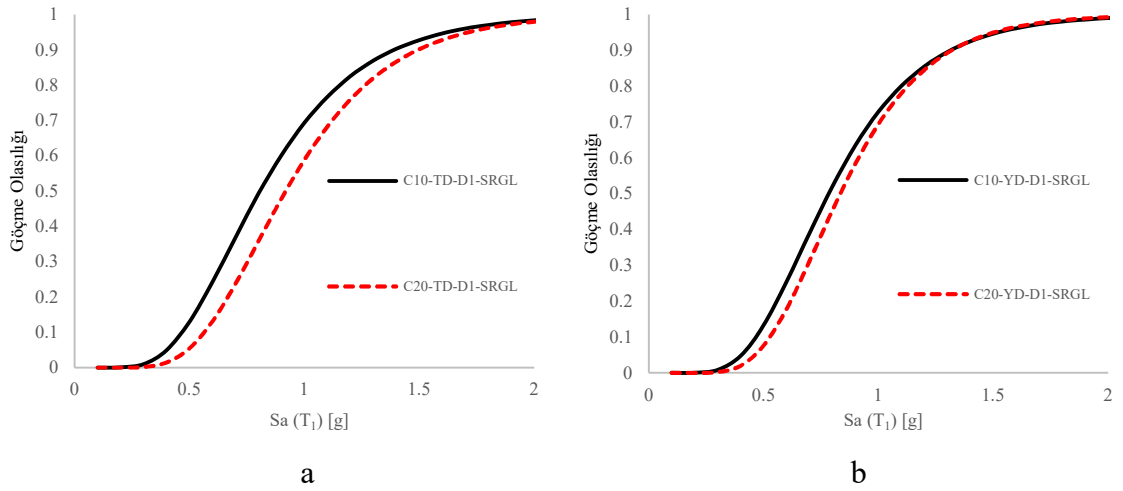 1
0.9
0.8
0.7
0.6
0.5
0.4
0.3
0.2
0.1
0
Göçme Olasılığı
C10-TD-D1-SRGL
C20-TD-D1-SRGL
0 0.5 1 1.5 2
Sa (T₁) [g]
a
1
0.9
0.8
0.7
0.6
0.5
0.4
0.3
0.2
0.1
0
Göçme Olasılığı
C10-YD-D1-SRGL
C20-YD-D1-SRGL
0 0.5 1 1.5 2
Sa (T₁) [g]
b